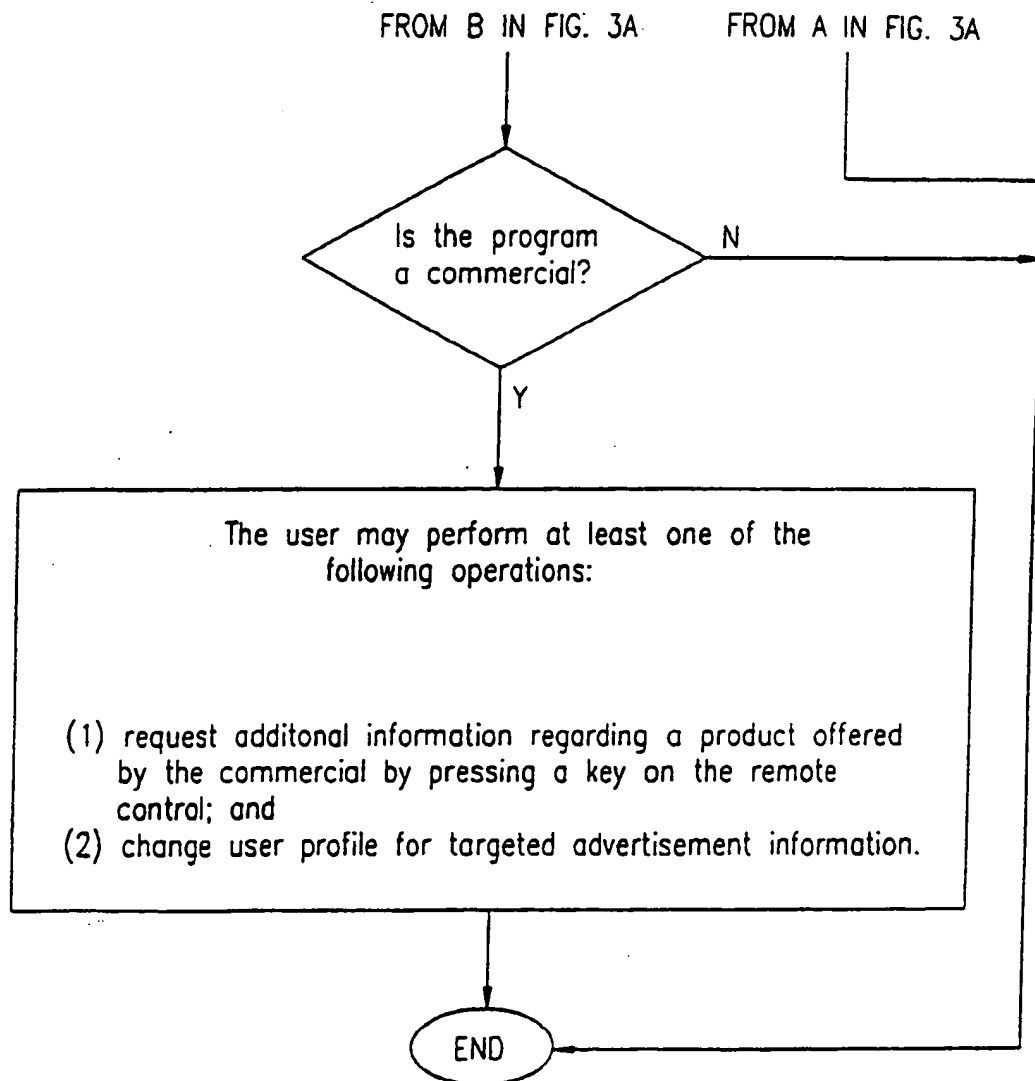 FROM B IN FIG. 3A
FROM A IN FIG. 3A
Is the program
a commercial?
N
Y
The user may perform at least one of the
following operations:
(1) request additonal information regarding a product offered
by the commercial by pressing a key on the remote
control; and
(2) change user profile for targeted advertisement information.
END